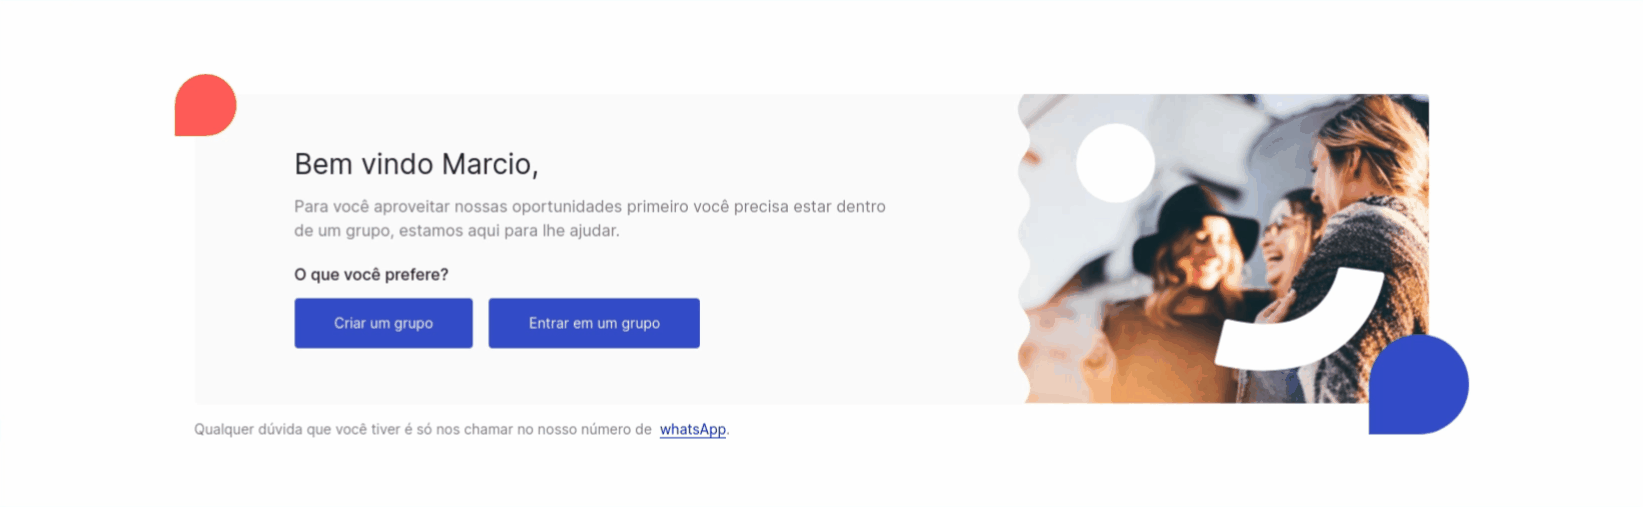 Bem vindo Marcio,
Para você aproveitar nossas oportunidades primeiro você precisa estar dentro
de um grupo, estamos aqui para lhe ajudar.
O que você prefere?
Criar um grupo
Entrar em um grupo
Qualquer dúvida que você tiver é só nos chamar no nosso número de whatsApp.